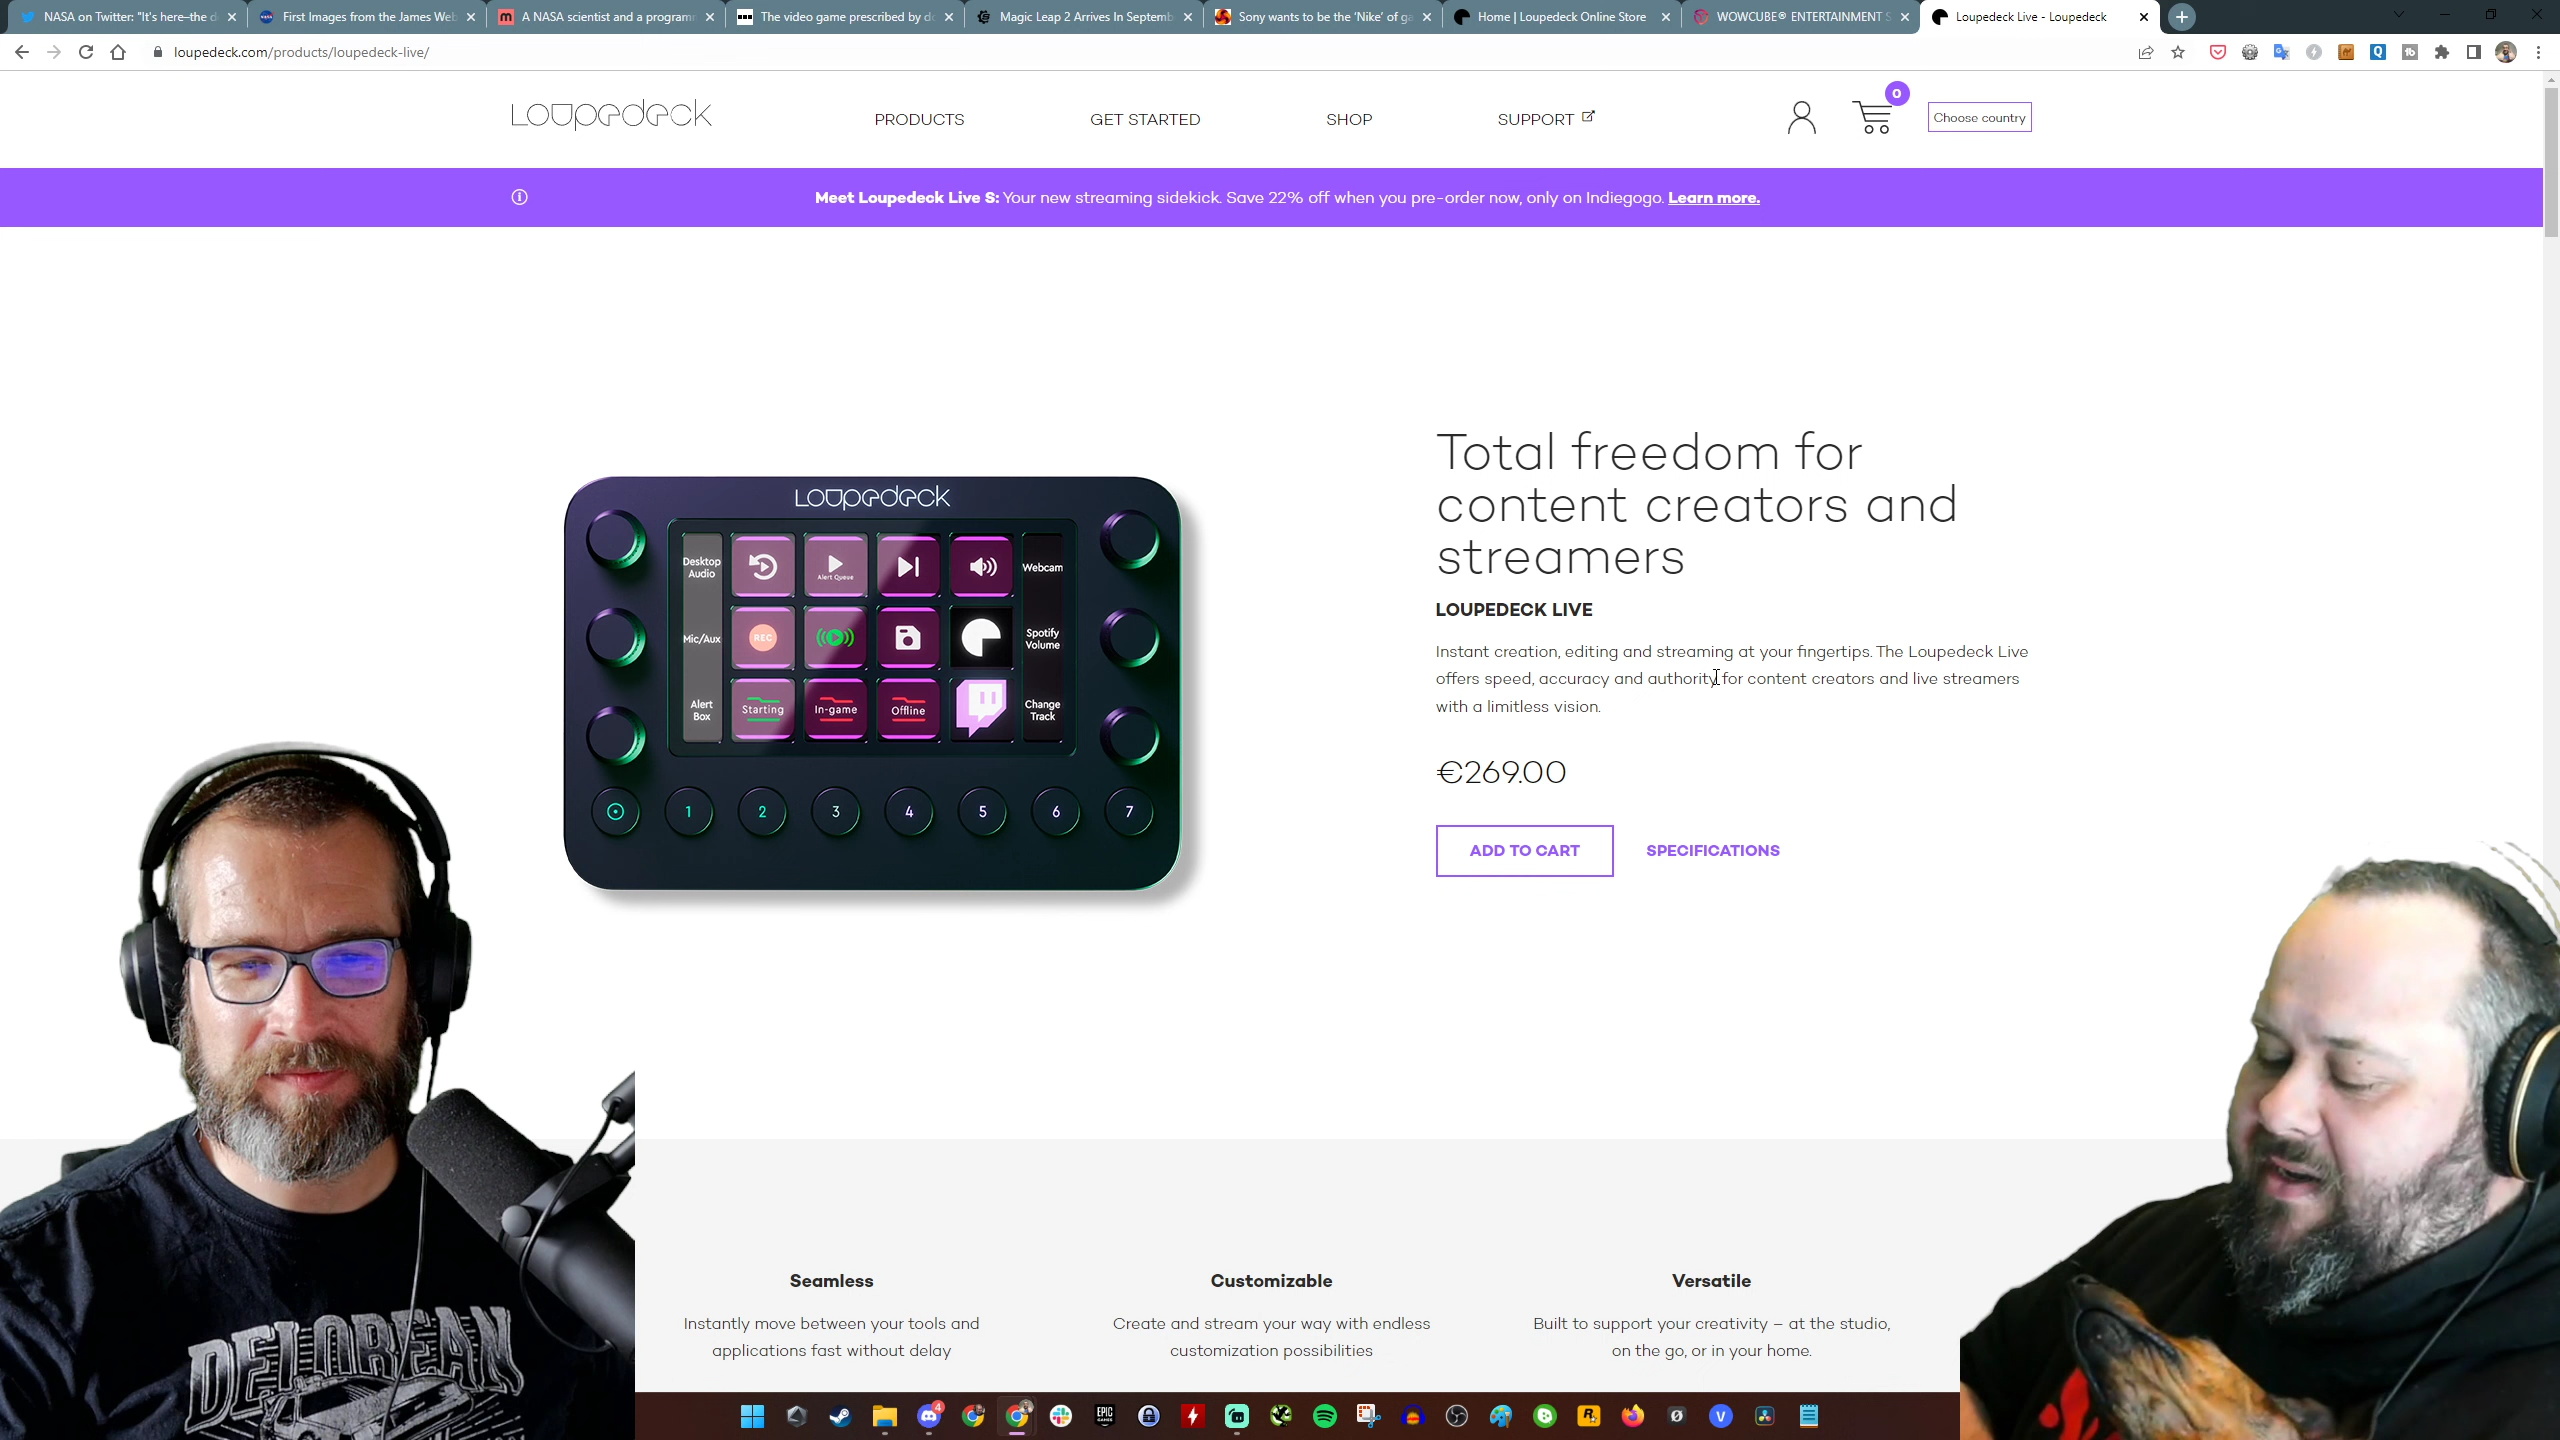 NASA on Twitter: "It's here–the d
First Images from the James Web
A NASA scientist and a programm
The video game prescribed by do
Magic Leap 2 Arrives In Septemb
Sony wants to be the 'Nike' of ga
Home | Loupedeck Online Store
WOWCUBE® ENTERTAINMENT S
Loupedeck Live - Loupedeck
loupedeck.com/products/loupedeck-live/
Loupedeck
PRODUCTS
GET STARTED
SHOP
SUPPORT
0
Choose country
Meet Loupedeck Live S: Your new streaming sidekick. Save 22% off when you pre-order now, only on Indiegogo. Learn more.
Loupedeck
Desktop
Audio
Alert Queue
Webcam
Mic/Aux
REC
Spotify
Volume
Alert
Box
Starting
In-game
Offline
Change
Track
1 2 3 4 5 6 7
Total freedom for
content creators and
streamers
LOUPEDECK LIVE
Instant creation, editing and streaming at your fingertips. The Loupedeck Live
offers speed, accuracy and authority for content creators and live streamers
with a limitless vision.
€269.00
ADD TO CART
SPECIFICATIONS
Seamless
Instantly move between your tools and
applications fast without delay
Customizable
Create and stream your way with endless
customization possibilities
Versatile
Built to support your creativity – at the studio,
on the go, or in your home.
DELOREAN
4
EPIC
GAMES